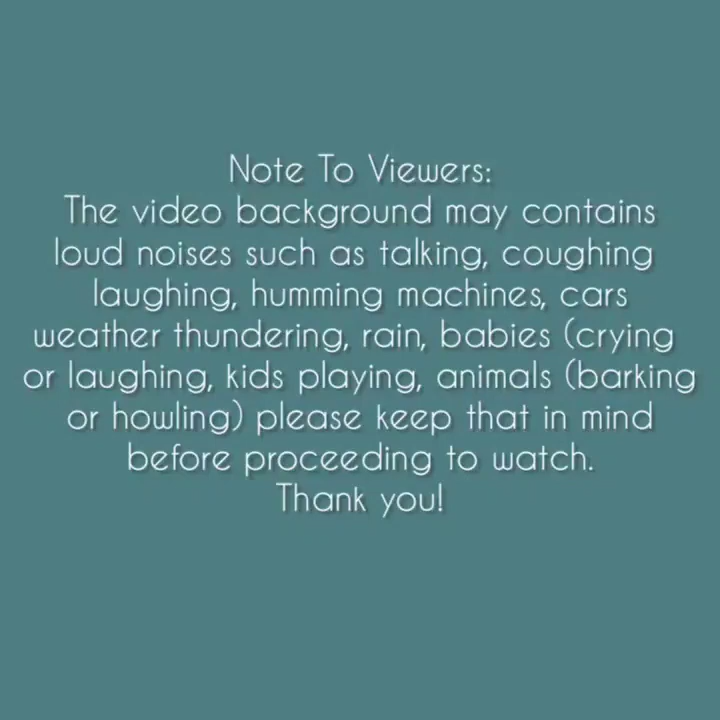 Note To Viewers:
The video background may contains
loud noises such as talking, coughing
laughing, humming machines, cars
weather thundering, rain, babies (crying
or laughing, kids playing, animals (barking
or howling) please keep that in mind
before proceeding to watch.
Thank you!